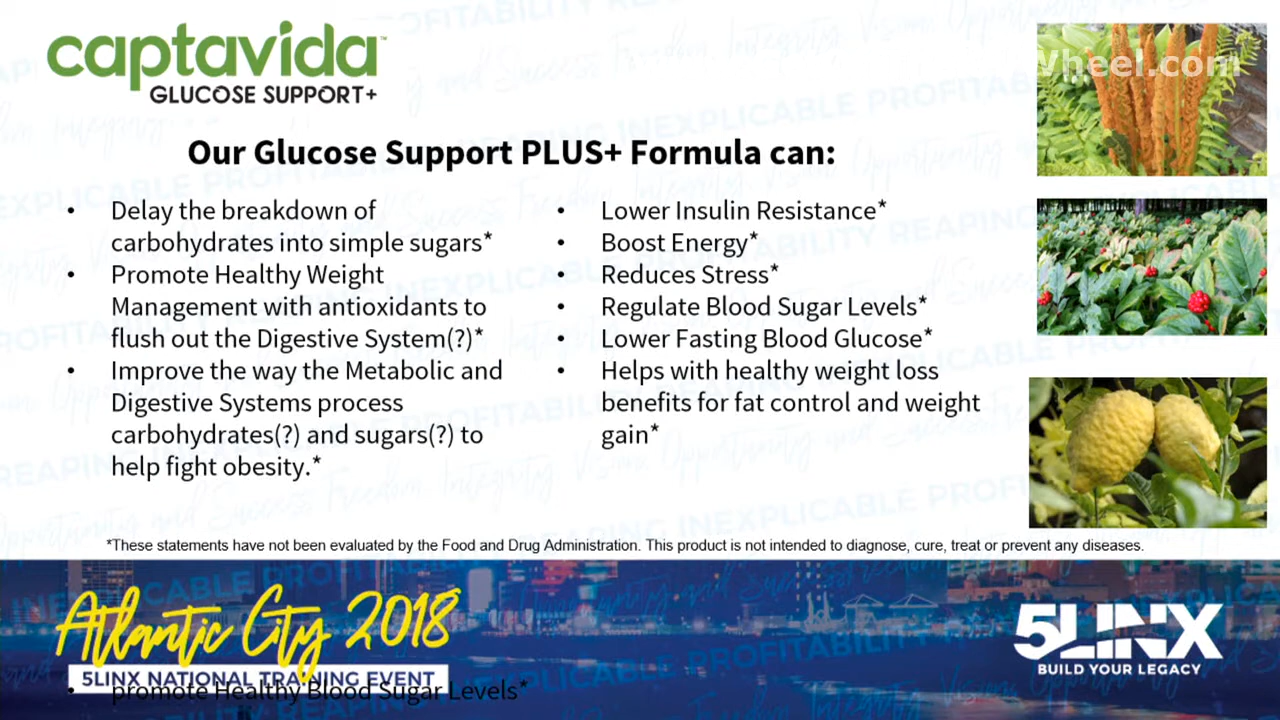 captavida™
GLUCOSE SUPPORT+
Wheel.com
Our Glucose Support PLUS+ Formula can:
• Delay the breakdown of
carbohydrates into simple sugars*
• Promote Healthy Weight
Management with antioxidants to
flush out the Digestive System(?)*
• Improve the way the Metabolic and
Digestive Systems process
carbohydrates(?) and sugars(?) to
help fight obesity.*
• Lower Insulin Resistance*
• Boost Energy*
• Reduces Stress*
• Regulate Blood Sugar Levels*
• Lower Fasting Blood Glucose*
• Helps with healthy weight loss
benefits for fat control and weight
gain*
*These statements have not been evaluated by the Food and Drug Administration. This product is not intended to diagnose, cure, treat or prevent any diseases.
Atlantic City 2018
5LINX NATIONAL TRAINING EVENT
• promote Healthy Blood Sugar Levels*
5LINX
BUILD YOUR LEGACY